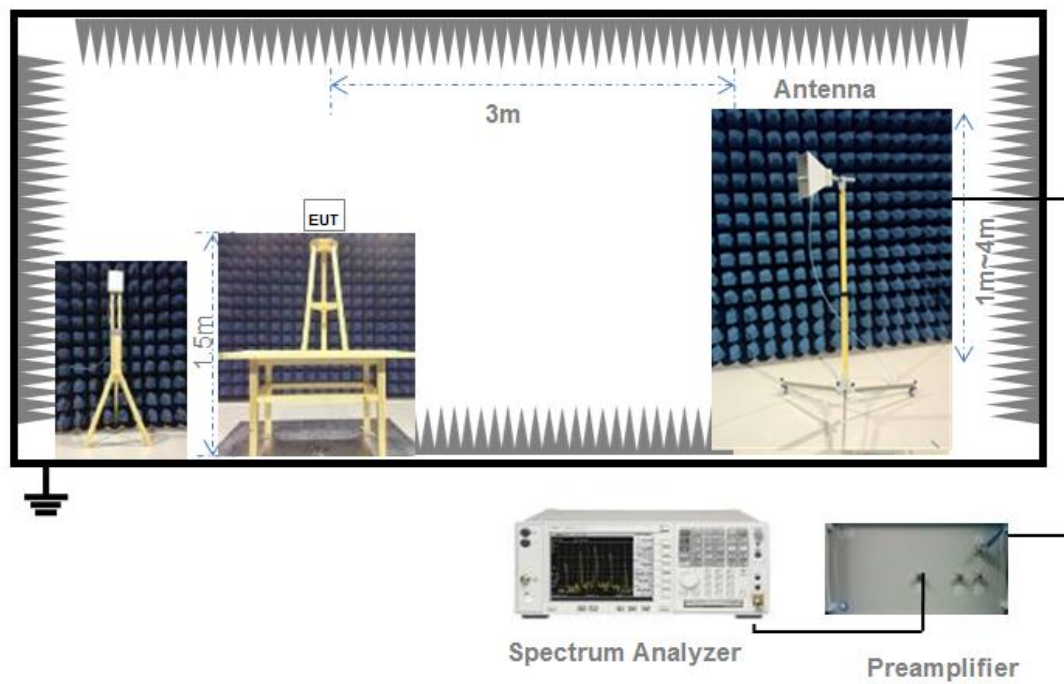 Antenna
3m
EUT
1.5m
1m~4m
Spectrum Analyzer
Preamplifier